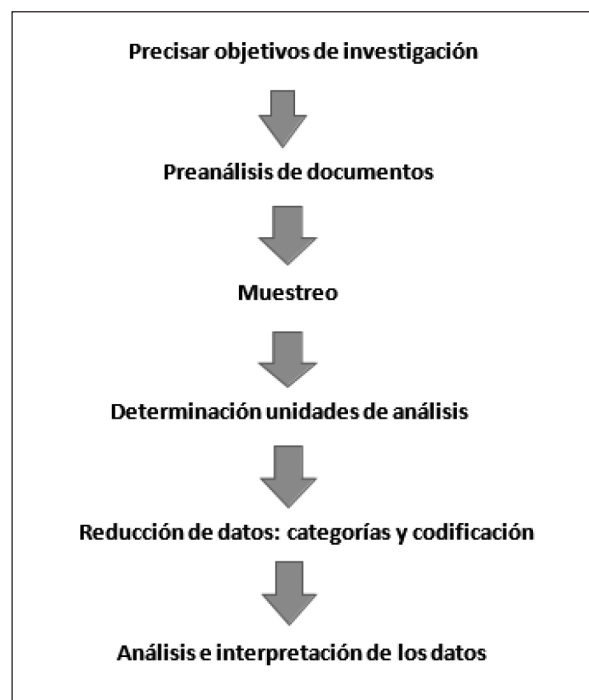 Precisar objetivos de investigación
Preanálisis de documentos
Muestreo
Determinación unidades de análisis
Reducción de datos: categorías y codificación
Análisis e interpretación de los datos